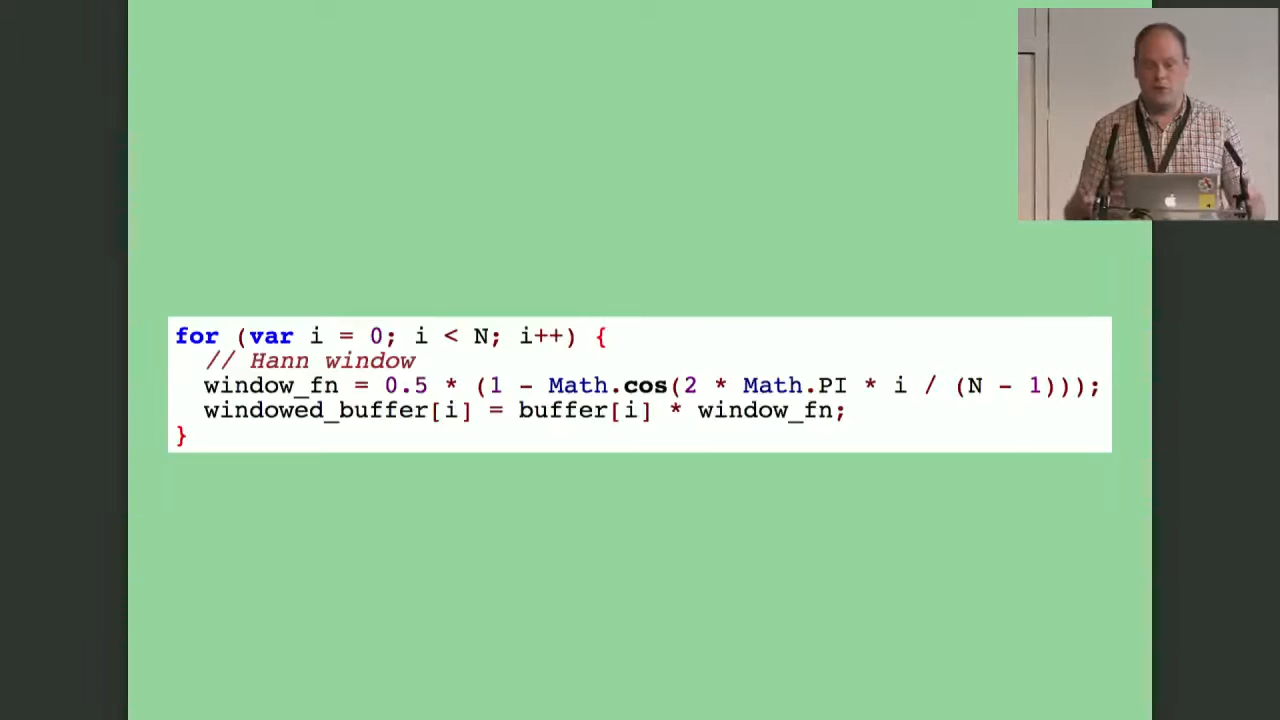 for (var i = 0; i < N; i++) {
  // Hann window
  window_fn = 0.5 * (1 - Math.cos(2 * Math.PI * i / (N - 1)));
  windowed_buffer[i] = buffer[i] * window_fn;
}